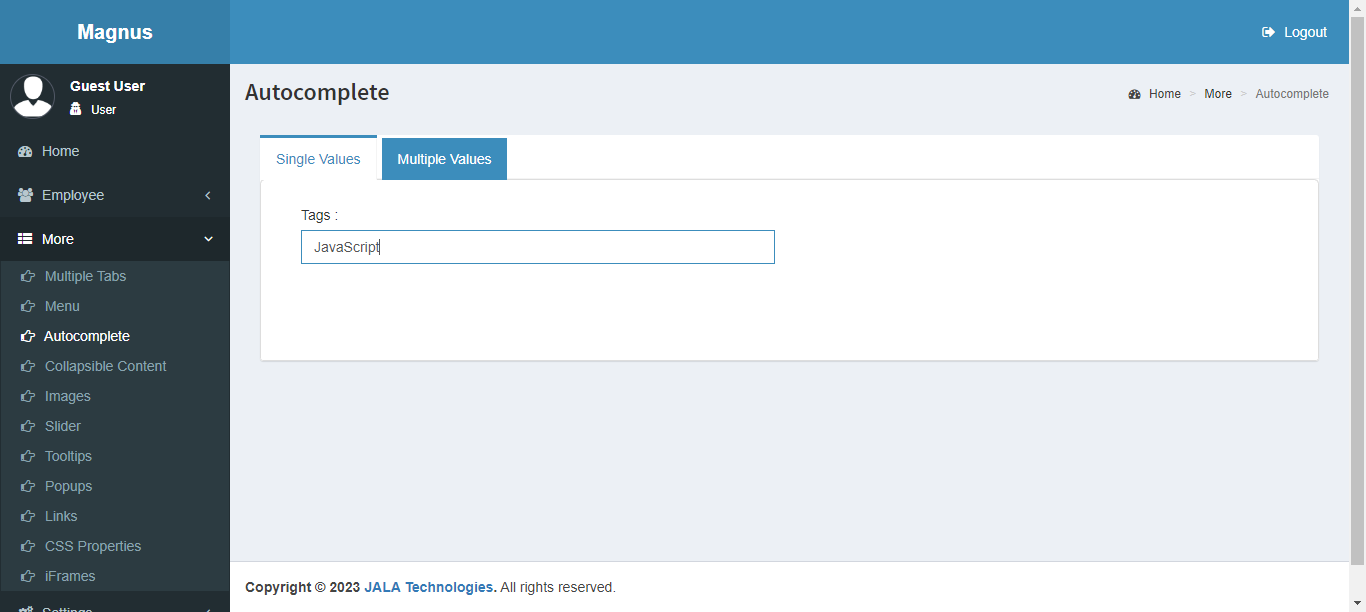 Magnus
Logout
Guest User
User
Home
Employee
More
Multiple Tabs
Menu
Autocomplete
Collapsible Content
Images
Slider
Tooltips
Popups
Links
CSS Properties
iFrames
Settings
Autocomplete
Home > More > Autocomplete
Single Values
Multiple Values
Tags :
JavaScript
Copyright © 2023 JALA Technologies. All rights reserved.